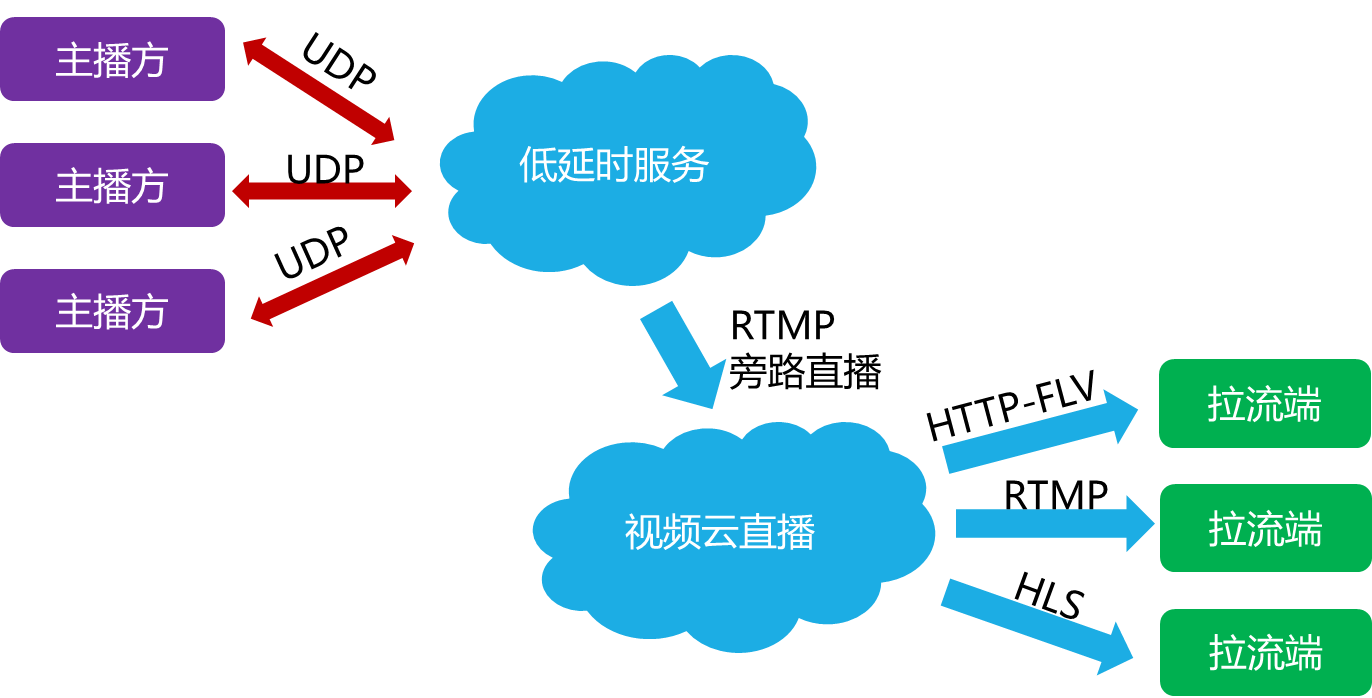 主播方
UDP
主播方
UDP
主播方
UDP
低延时服务
RTMP
旁路直播
视频云直播
HTTP-FLV
拉流端
RTMP
拉流端
HLS
拉流端